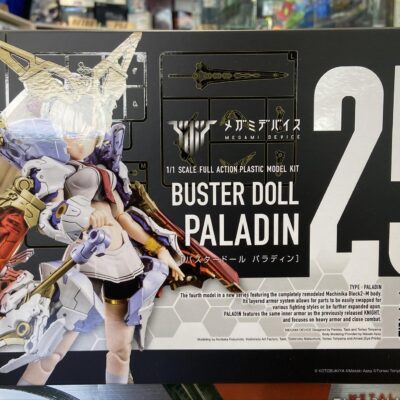 メガミデバイス
MEGAMI DEVICE
1/1 SCALE FULL ACTION PLASTIC MODEL KIT
BUSTER DOLL
PALADIN
[バスタードール パラディン]
25
TYPE : PALADIN
The fourth model in a new series featuring the completely remodeled Machinika Block2-M body.
Its layered armor system allows for parts to be easily swapped for
various fighting styles or be further expanded upon.
PALADIN features the same inner armor as the previously released KNIGHT,
and focuses on heavy armor and close combat.
© KOTOBUKIYA